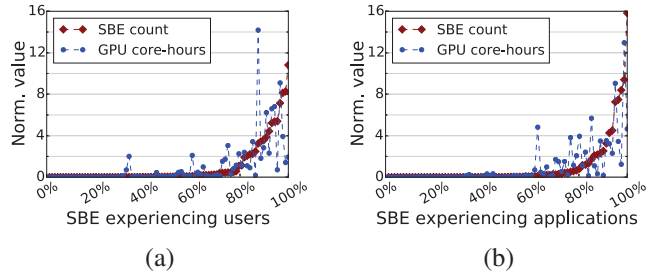 16
12
8
4
0
Norm. value
SBE count
GPU core-hours
0%
20%
40%
60%
80%
100%
SBE experiencing users
(a)
16
12
8
4
0
Norm. value
SBE count
GPU core-hours
0%
20%
40%
60%
80%
100%
SBE experiencing applications
(b)